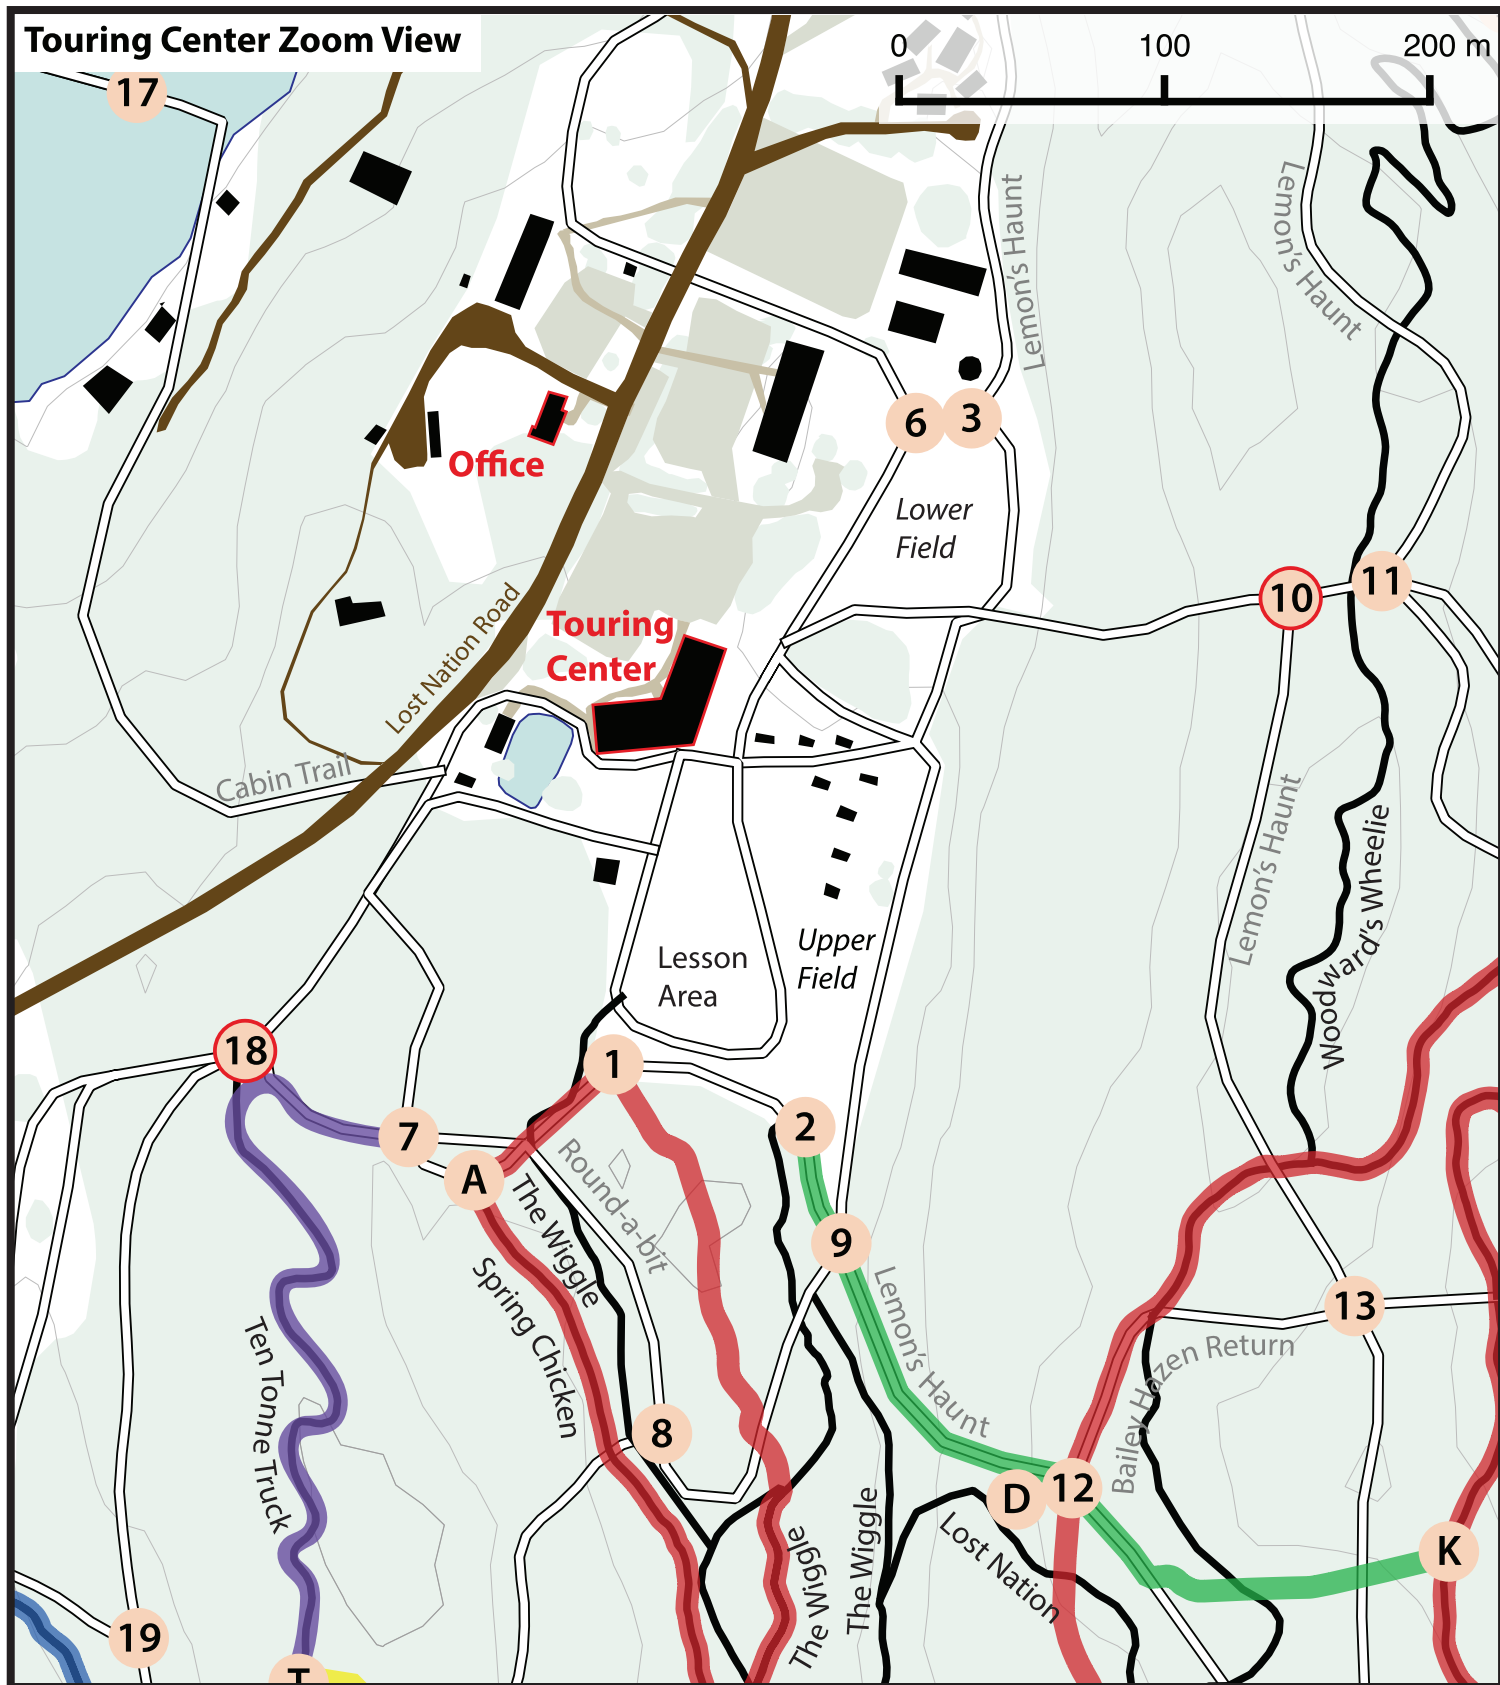 Touring Center Zoom View
0 100 200 m
17
Lemon's Haunt
Lemon's Haunt
6
3
Office
Lower
Field
10
11
Touring
Center
Lost Nation Road
Cabin Trail
Lemon's Haunt
Woodward's Wheelie
Upper
Field
Lesson
Area
18
1
2
7
A
Round-a-bit
The Wiggle
Spring Chicken
9
Lemon's Haunt
13
Bailey Hazen Return
Ten Tonne Truck
8
D
12
Lost Nation
The Wiggle
The Wiggle
K
19
T